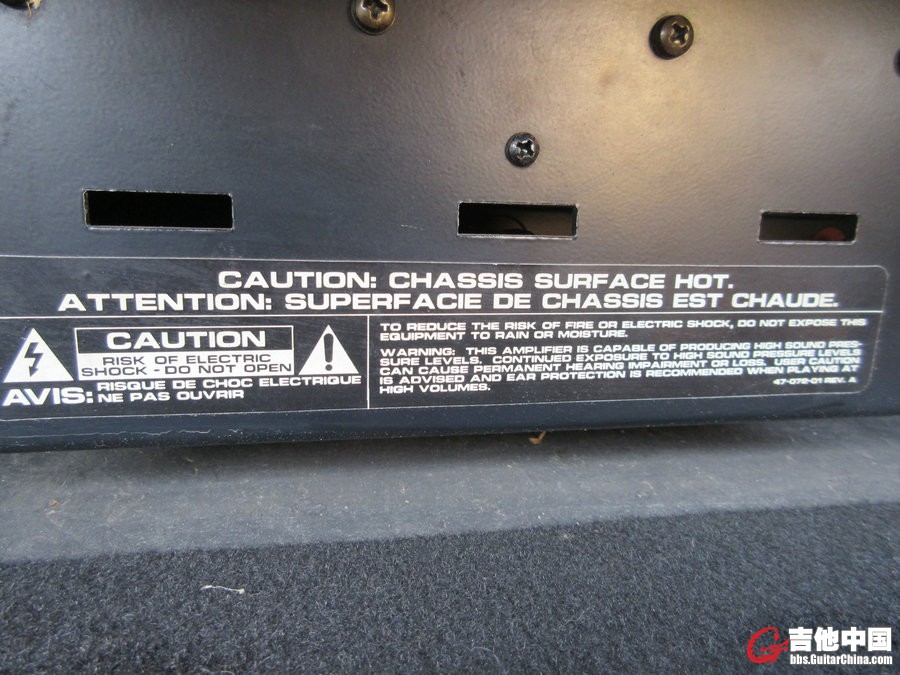 CAUTION: CHASSIS SURFACE HOT.
ATTENTION: SUPERFACIE DE CHASSIS EST CHAUDE.
CAUTION
RISK OF ELECTRIC
SHOCK - DO NOT OPEN
AVIS: RISQUE DE CHOC ELECTRIQUE
NE PAS OUVRIR
TO REDUCE THE RISK OF FIRE OR ELECTRIC SHOCK, DO NOT EXPOSE THIS
EQUIPMENT TO RAIN OR MOISTURE.
WARNING: THIS AMPLIFIER IS CAPABLE OF PRODUCING HIGH SOUND PRES-
SURE LEVELS. CONTINUED EXPOSURE TO HIGH SOUND PRESSURE LEVELS
CAN CAUSE PERMANENT HEARING IMPAIRMENT OR LOSS. USER CAUTION
IS ADVISED AND EAR PROTECTION IS RECOMMENDED WHEN PLAYING AT
HIGH VOLUMES.
47-072-01 REV. A
吉他中国
bbs.GuitarChina.com